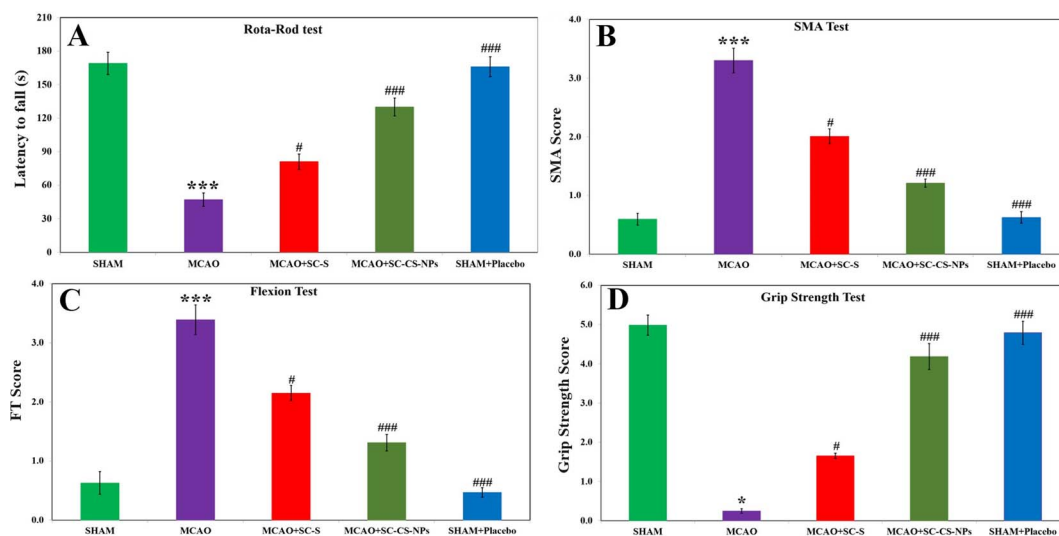 A
Rota-Rod test
Latency to fall (s)
210
180
150
120
90
60
30
0
***
#
###
###
SHAM
MCAO
MCAO+SC-S
MCAO+SC-CS-NPs
SHAM+Placebo
B
SMA Test
SMA Score
4.0
3.0
2.0
1.0
0.0
***
#
###
###
SHAM
MCAO
MCAO+SC-S
MCAO+SC-CS-NPs
SHAM+Placebo
C
Flexion Test
FT Score
4.0
3.0
2.0
1.0
0.0
***
#
###
###
SHAM
MCAO
MCAO+SC-S
MCAO+SC-CS-NPs
SHAM+Placebo
D
Grip Strength Test
Grip Strength Score
6.0
5.0
4.0
3.0
2.0
1.0
0.0
*
#
###
###
SHAM
MCAO
MCAO+SC-S
MCAO+SC-CS-NPs
SHAM+Placebo